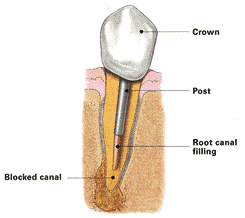 Crown
Post
Root canal
filling
Blocked canal